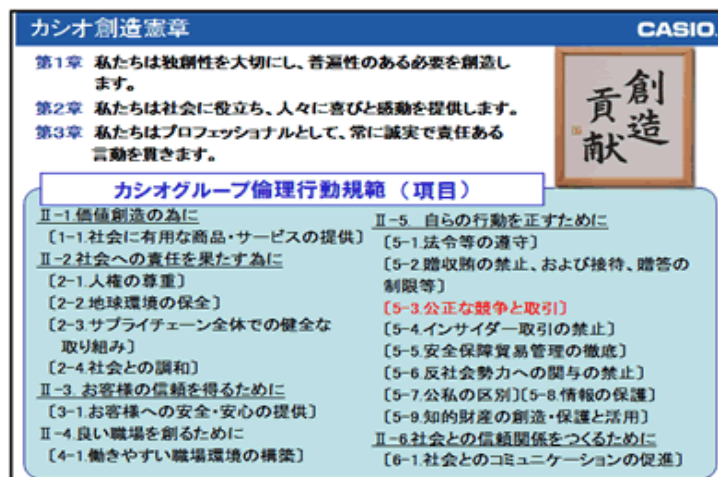 カシオ創造憲章
CASIO.
第1章 私たちは独創性を大切にし、普遍性のある必要を創造し
ます。
第2章 私たちは社会に役立ち、人々に喜びと感動を提供します。
第3章 私たちはプロフェッショナルとして、常に誠実で責任ある
言動を貫きます。
創造
貢献
カシオグループ倫理行動規範(項目)
Ⅱ-1.価値創造の為に
〔1-1.社会に有用な商品・サービスの提供〕
Ⅱ-2.社会への責任を果たす為に
〔2-1.人権の尊重〕
〔2-2.地球環境の保全〕
〔2-3.サプライチェーン全体での健全な
取り組み〕
〔2-4.社会との調和〕
Ⅱ-3. お客様の信頼を得るために
〔3-1.お客様への安全・安心の提供〕
Ⅱ-4.良い職場を創るために
〔4-1.働きやすい職場環境の構築〕
Ⅱ-5. 自らの行動を正すために
〔5-1.法令等の遵守〕
〔5-2.贈収賄の禁止、および接待、贈答の
制限等〕
〔5-3.公正な競争と取引〕
〔5-4.インサイダー取引の禁止〕
〔5-5.安全保障貿易管理の徹底〕
〔5-6.反社会勢力への関与の禁止〕
〔5-7.公私の区別〕〔5-8.情報の保護〕
〔5-9.知的財産の創造・保護と活用〕
Ⅱ-6.社会との信頼関係をつくるために
〔6-1.社会とのコミュニケーションの促進〕